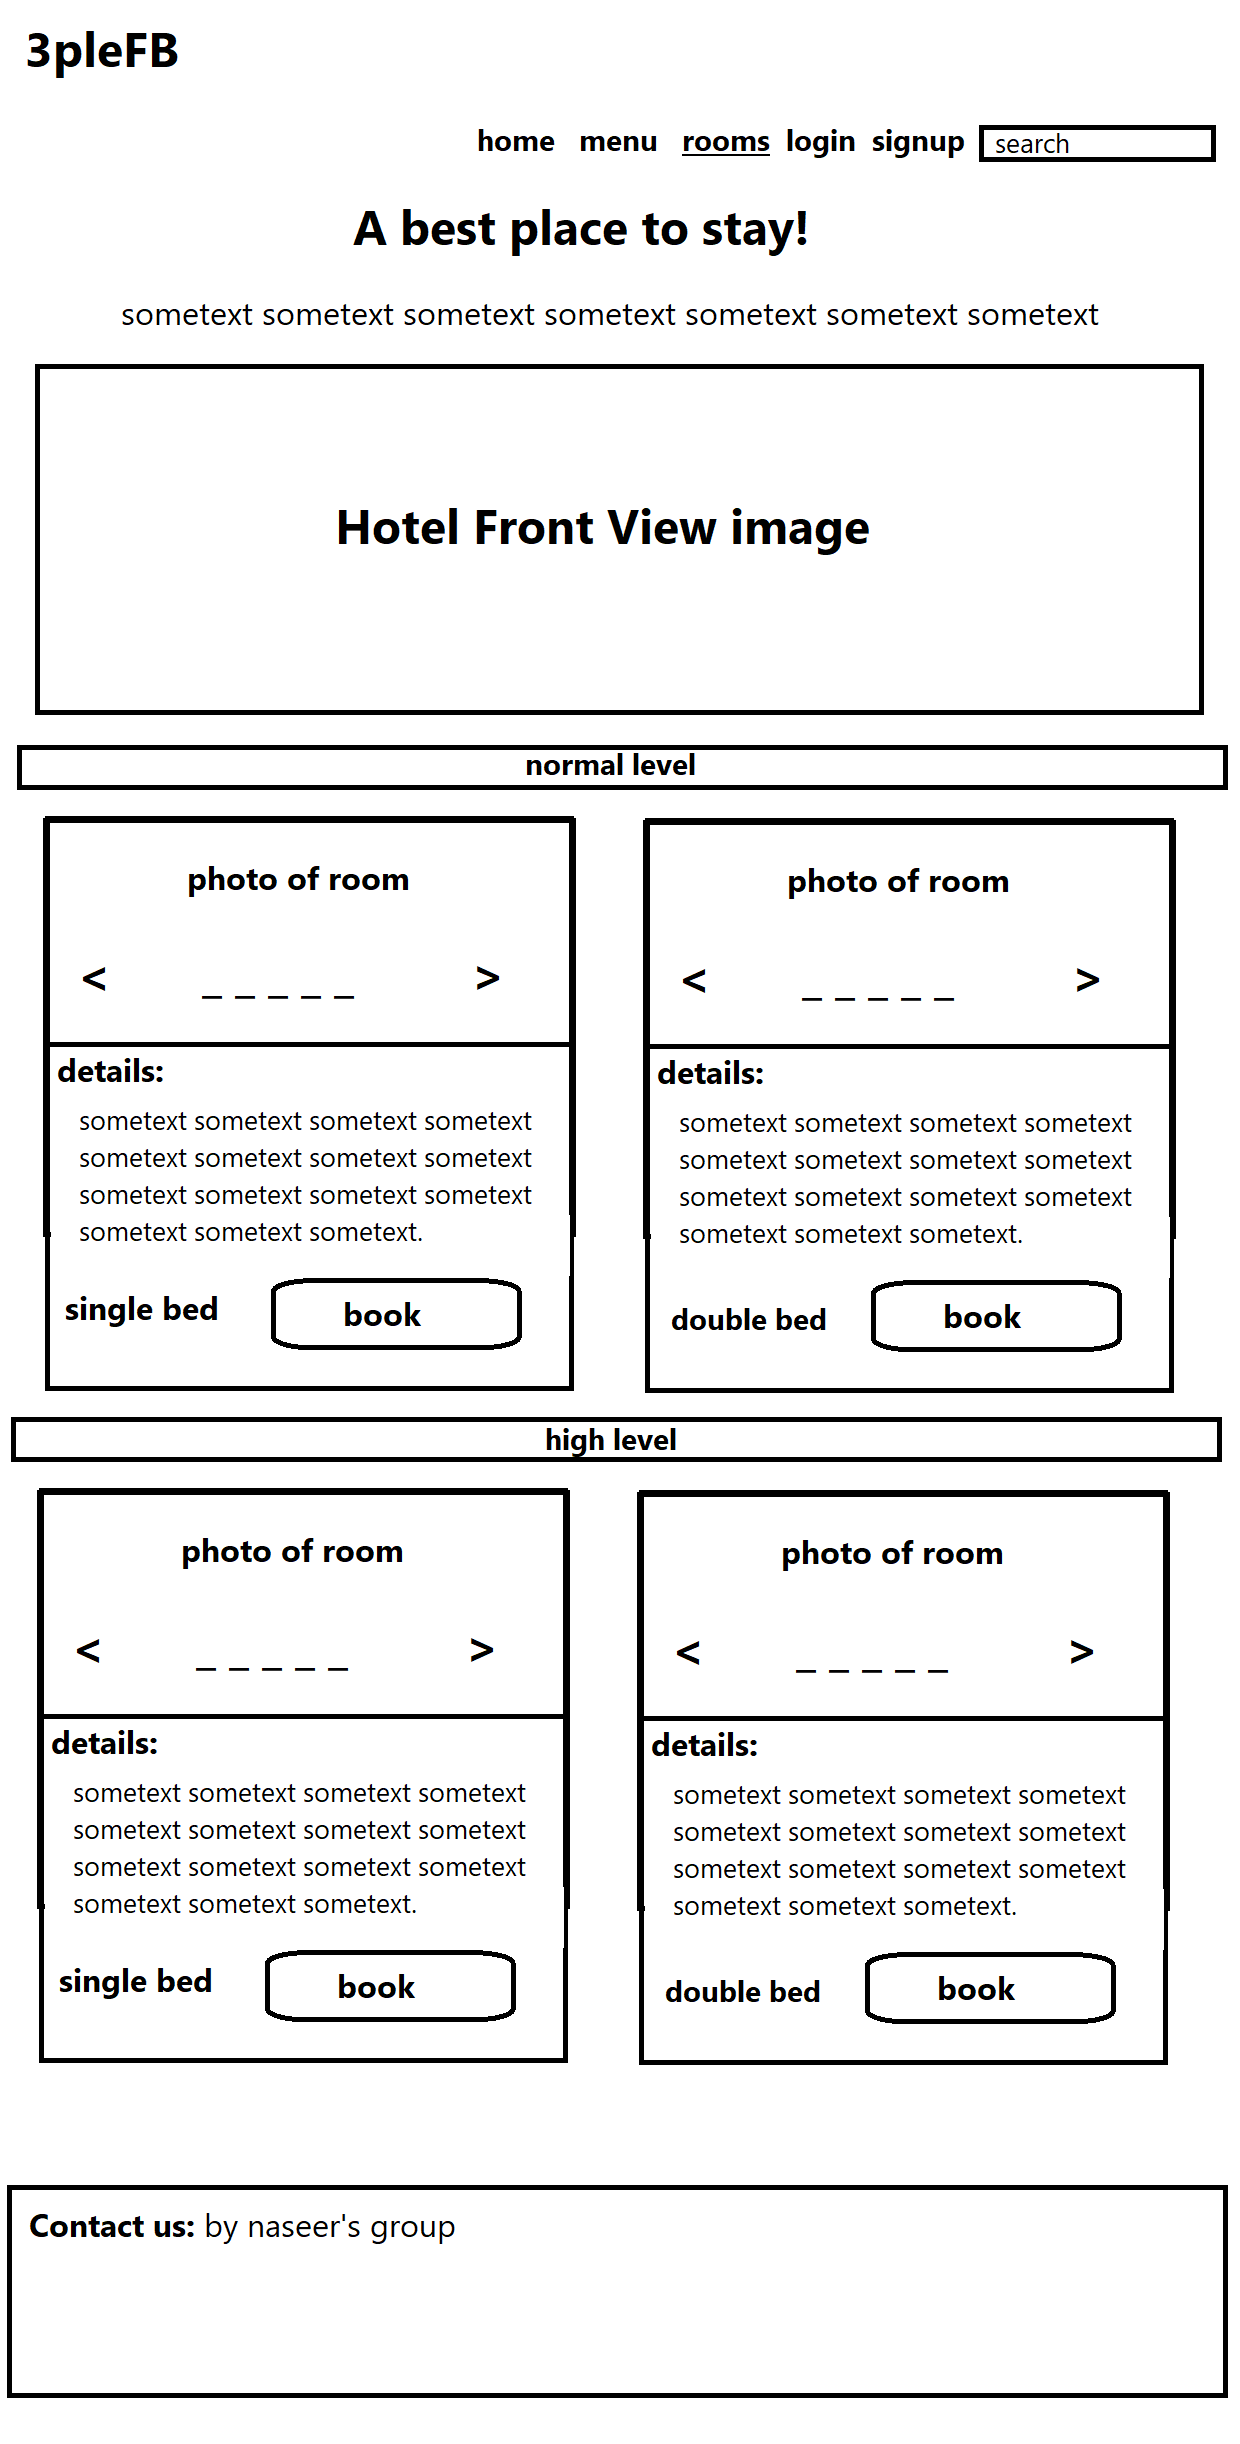 3pleFB
home menu rooms login signup search
A best place to stay!
sometext sometext sometext sometext sometext sometext sometext
Hotel Front View image
normal level
photo of room
< _ _ _ _ _ >
details:
sometext sometext sometext sometext
sometext sometext sometext sometext
sometext sometext sometext sometext
sometext sometext sometext.
single bed
book
photo of room
< _ _ _ _ _ >
details:
sometext sometext sometext sometext
sometext sometext sometext sometext
sometext sometext sometext sometext
sometext sometext sometext.
double bed
book
high level
photo of room
< _ _ _ _ _ >
details:
sometext sometext sometext sometext
sometext sometext sometext sometext
sometext sometext sometext sometext
sometext sometext sometext.
single bed
book
photo of room
< _ _ _ _ _ >
details:
sometext sometext sometext sometext
sometext sometext sometext sometext
sometext sometext sometext sometext
sometext sometext sometext.
double bed
book
Contact us: by naseer's group